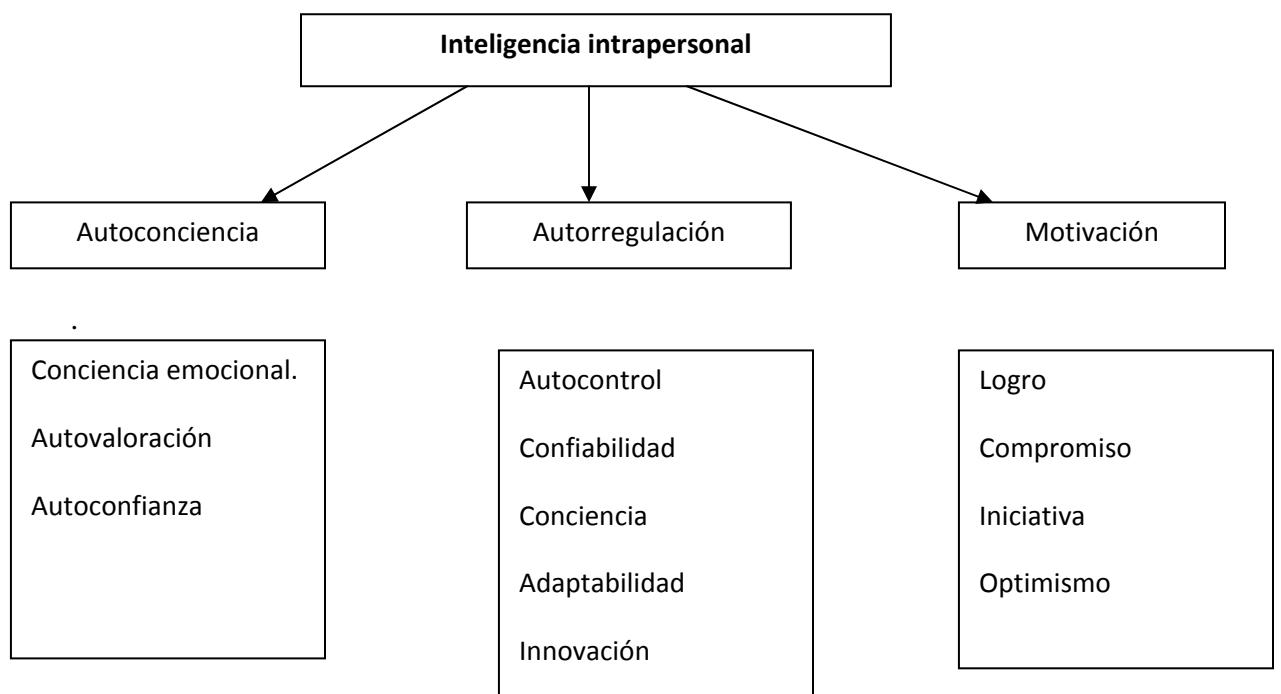 Inteligencia intrapersonal
Autoconciencia
Autorregulación
Motivación
.
Conciencia emocional.
Autovaloración
Autoconfianza
Autocontrol
Confiabilidad
Conciencia
Adaptabilidad
Innovación
Logro
Compromiso
Iniciativa
Optimismo